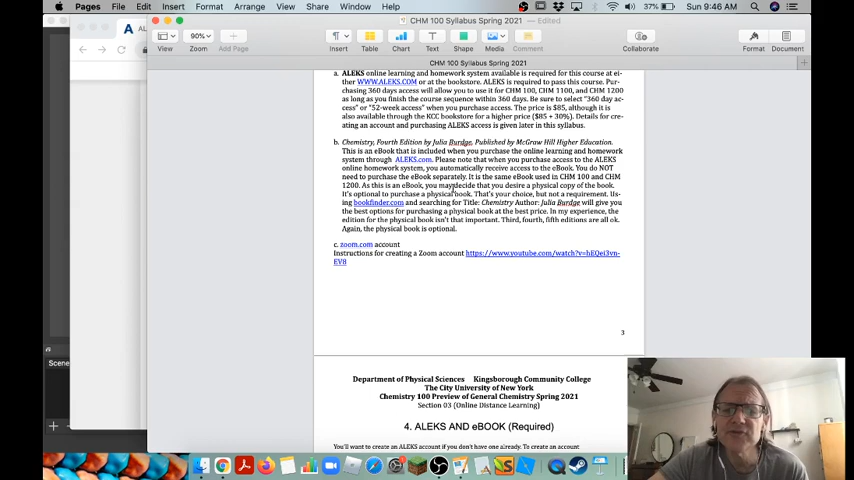 Pages File Edit Insert Format Arrange View Share Window Help 37% Sun 9:46 AM
CHM 100 Syllabus Spring 2021 — Edited
90%
View Zoom Add Page Insert Table Chart Text Shape Media Comment Collaborate Format Document
CHM 100 Syllabus Spring 2021
a. ALEKS online learning and homework system available is required for this course at ei-
ther WWW.ALEKS.COM or at the bookstore. ALEKS is required to pass this course. Pur-
chasing 360 days access will allow you to use it for CHM 100, CHM 1100, and CHM 1200
as long as you finish the course sequence within 360 days. Be sure to select "360 day ac-
cess" or "52-week access" when you purchase access. The price is $85, although it is
also available through the KCC bookstore for a higher price ($85 + 30%). Details for cre-
ating an account and purchasing ALEKS access is given later in this syllabus.
b. Chemistry, Fourth Edition by Julia Burdge, Published by McGraw Hill Higher Education.
This is an eBook that is included when you purchase the online learning and homework
system through ALEKS.com. Please note that when you purchase access to the ALEKS
online homework system, you automatically receive access to the eBook. You do NOT
need to purchase the eBook separately. It is the same eBook used in CHM 100 and CHM
1200. As this is an eBook, you may decide that you desire a physical copy of the book.
It's optional to purchase a physical book. That's your choice, but not a requirement. Us-
ing bookfinder.com and searching for Title: Chemistry Author: Julia Burdge will give you
the best options for purchasing a physical book at the best price. In my experience, the
edition for the physical book isn't that important. Third, fourth, fifth editions are all ok.
Again, the physical book is optional.
c. zoom.com account
Instructions for creating a Zoom account https://www.youtube.com/watch?v=hEQei3vn-
EV8
3
Scene
Department of Physical Sciences Kingsborough Community College
The City University of New York
Chemistry 100 Preview of General Chemistry Spring 2021
Section 03 (Online Distance Learning)
4. ALEKS AND eBOOK (Required)
You'll want to create an ALEKS account if you don't have one already. To create an account